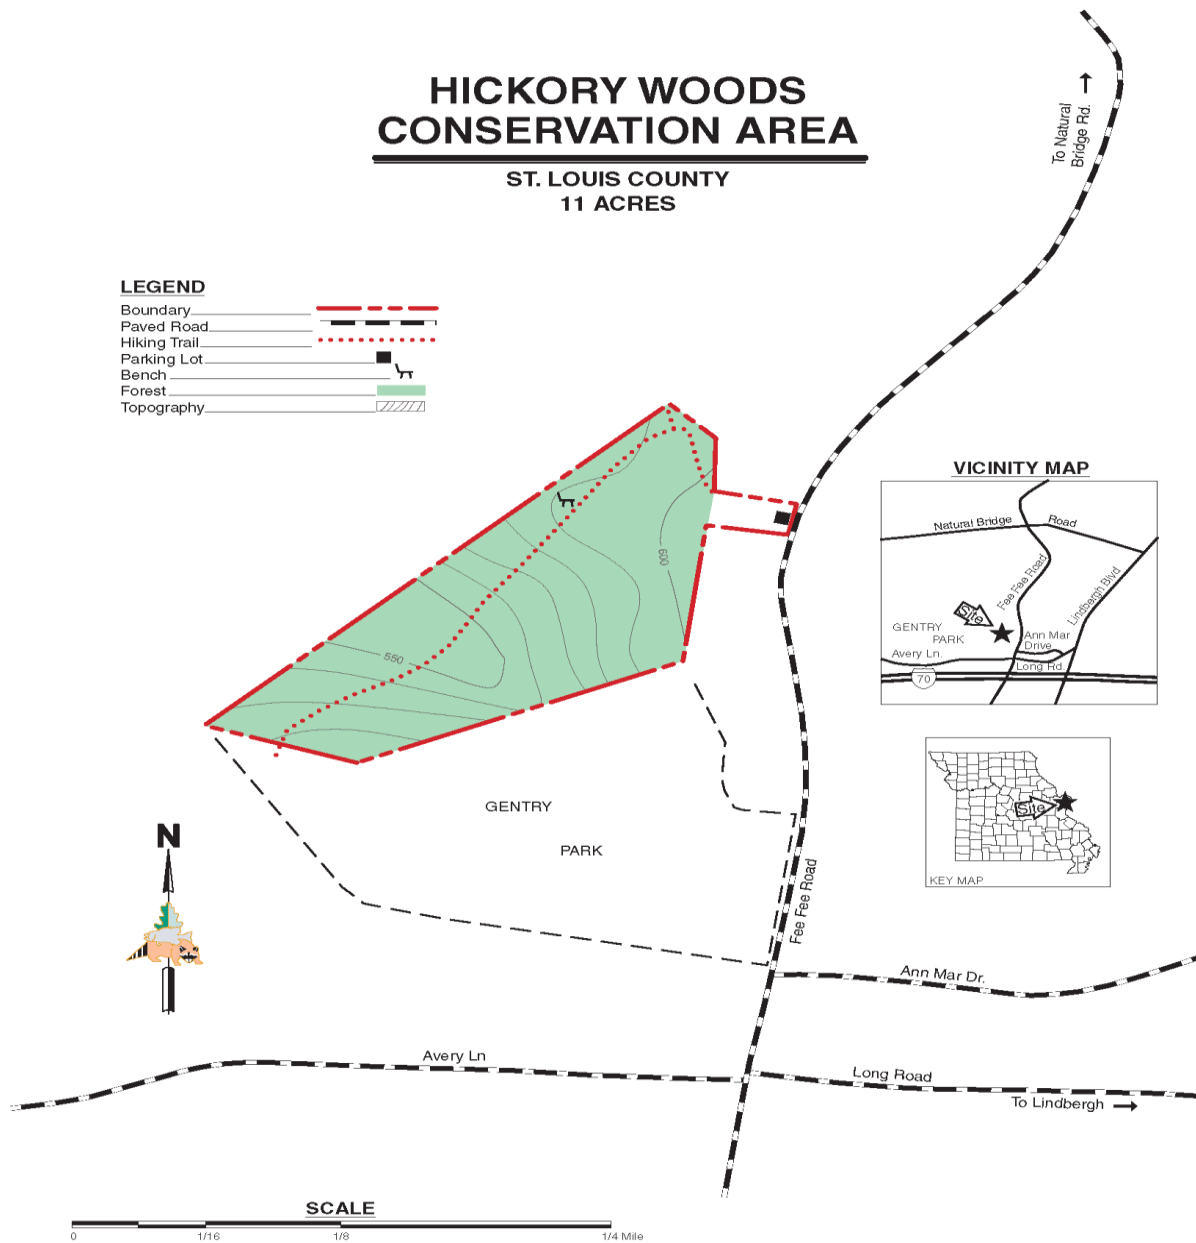 HICKORY WOODS
CONSERVATION AREA
ST. LOUIS COUNTY
11 ACRES
To Natural
Bridge Rd.
LEGEND
Boundary
Paved Road
Hiking Trail
Parking Lot
Bench
Forest
Topography
600
550
VICINITY MAP
Natural Bridge Road
Fee Fee Road
Lindbergh Blvd
Site
GENTRY
PARK
Ann Mar
Drive
Avery Ln.
Long Rd.
70
Site
KEY MAP
GENTRY
PARK
N
Fee Fee Road
Ann Mar Dr.
Avery Ln
Long Road
To Lindbergh
SCALE
0 1/16 1/8 1/4 Mile